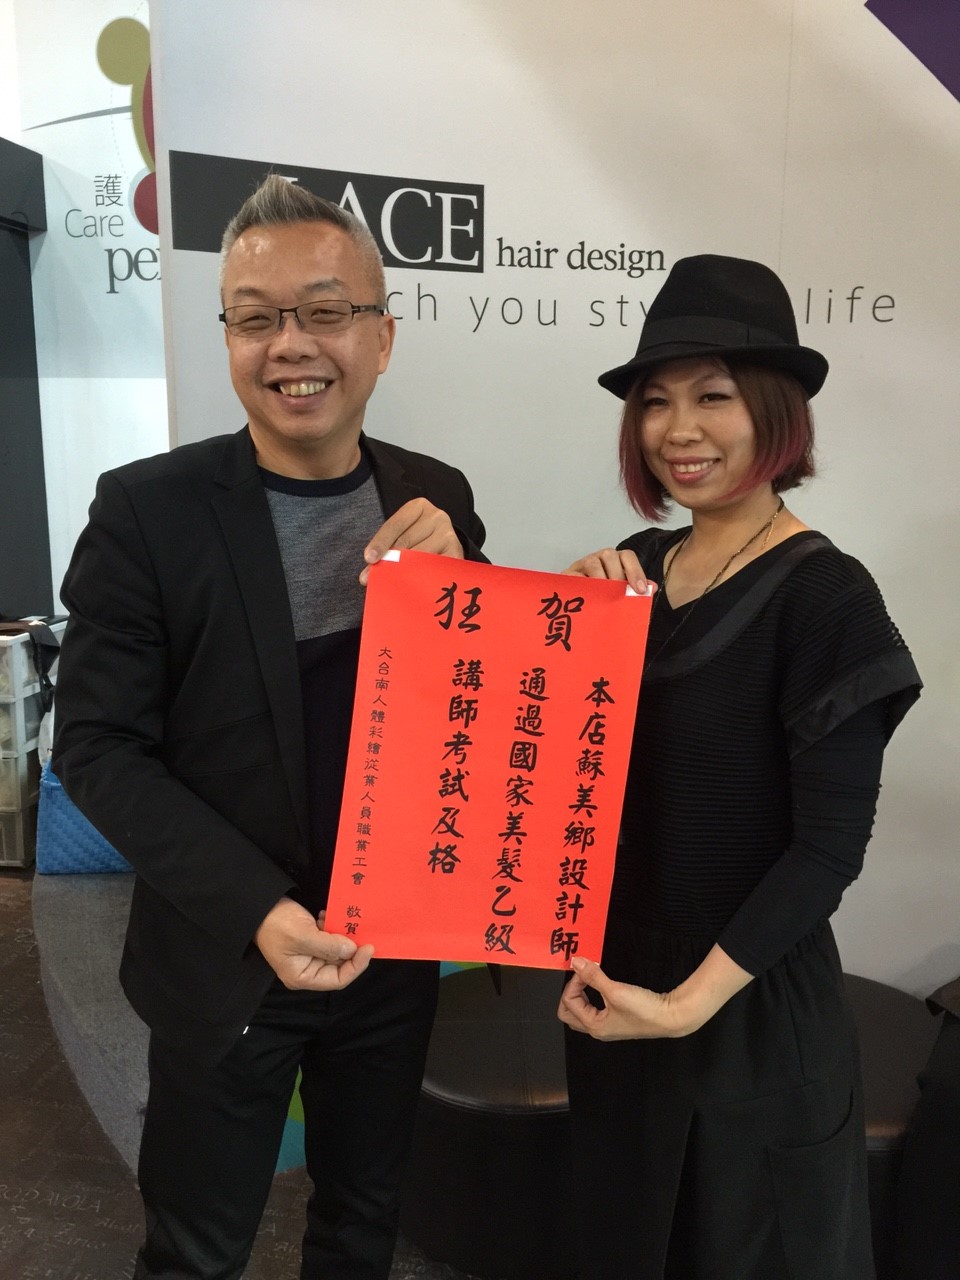 護
Care
ACE
hair design
you
life
狂賀
本店蘇美鄉設計師
通過國家美髮乙級
講師考試及格
大台南人體彩繪從業人員職業工會 敬賀